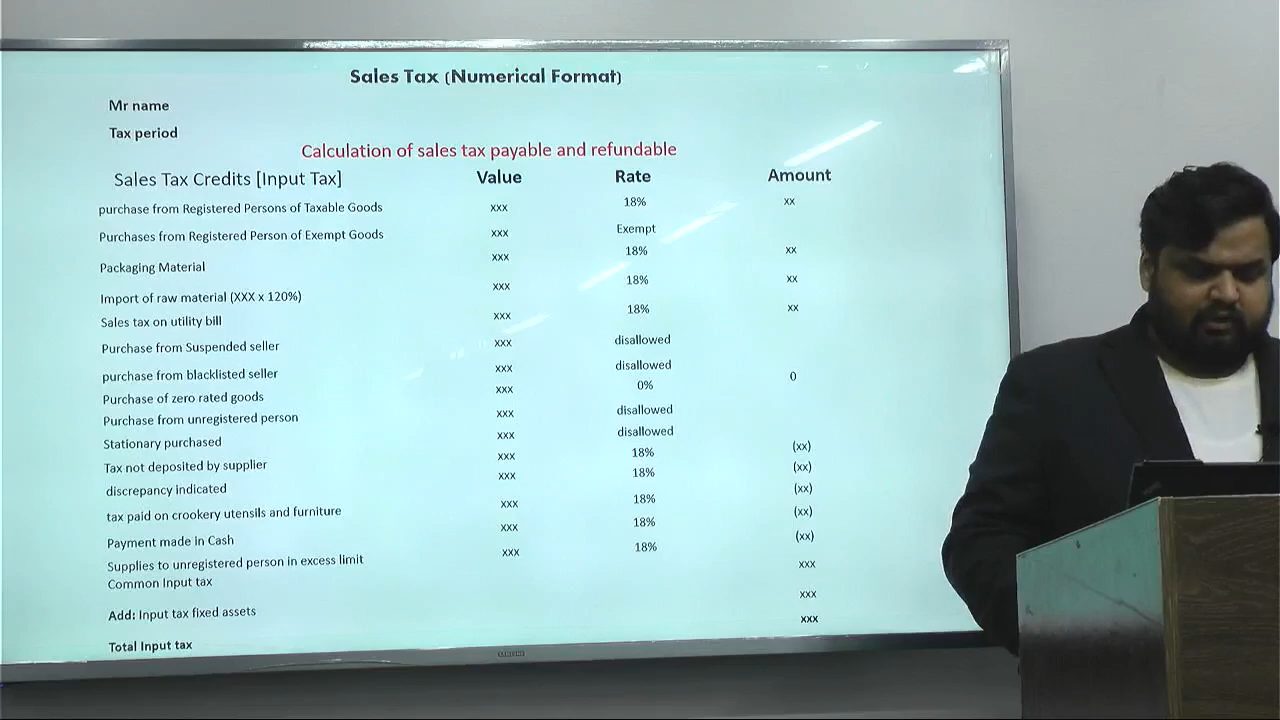 Sales Tax (Numerical Format)
Mr name
Tax period
Calculation of sales tax payable and refundable
Sales Tax Credits [Input Tax] Value Rate Amount
purchase from Registered Persons of Taxable Goods xxx 18% xx
Purchases from Registered Person of Exempt Goods xxx Exempt
Packaging Material xxx 18% xx
Import of raw material (XXX x 120%) xxx 18% xx
Sales tax on utility bill xxx 18% xx
Purchase from Suspended seller xxx disallowed
purchase from blacklisted seller xxx disallowed
Purchase of zero rated goods xxx 0% 0
Purchase from unregistered person xxx disallowed
Stationary purchased xxx disallowed
Tax not deposited by supplier xxx 18% (xx)
discrepancy indicated xxx 18% (xx)
tax paid on crookery utensils and furniture xxx 18% (xx)
Payment made in Cash xxx 18% (xx)
Supplies to unregistered person in excess limit xxx 18% (xx)
Common Input tax xxx
Add: Input tax fixed assets xxx
Total Input tax xxx
SAMSUNG